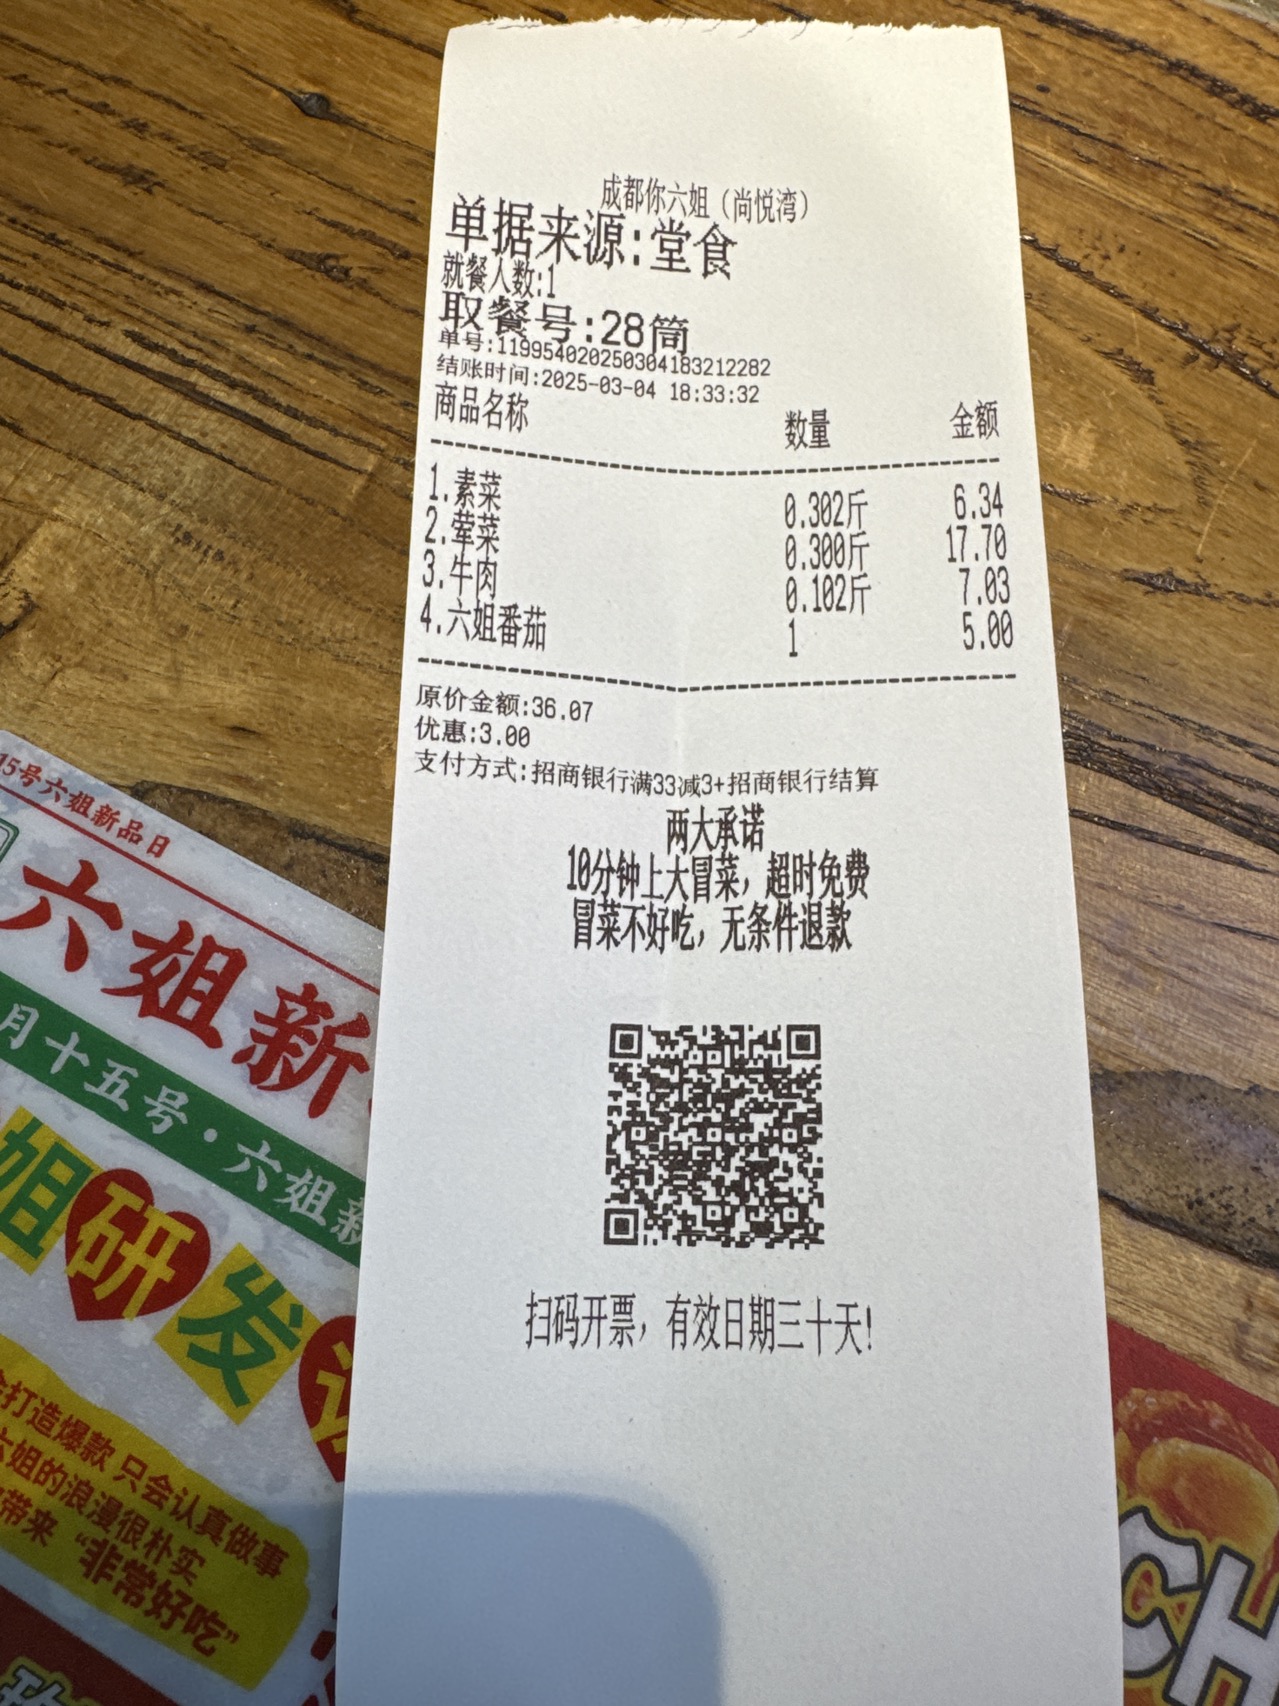 成都你六姐（尚悦湾）
单据来源:堂食
就餐人数:1
取餐号:28筒
单号:119954020250304183212282
结账时间:2025-03-04 18:33:32
商品名称 数量 金额
1.素菜 0.302斤 6.34
2.荤菜 0.300斤 17.70
3.牛肉 0.102斤 7.03
4.六姐番茄 1 5.00
原价金额:36.07
优惠:3.00
支付方式:招商银行满33减3+招商银行结算
两大承诺
10分钟上大冒菜，超时免费
冒菜不好吃，无条件退款
扫码开票，有效日期三十天!
15号六姐新品日
六姐新
月十五号·六姐新
姐研发
打造爆款 只会认真做事
六姐的浪漫很朴实
带来 “非常好吃”
CH